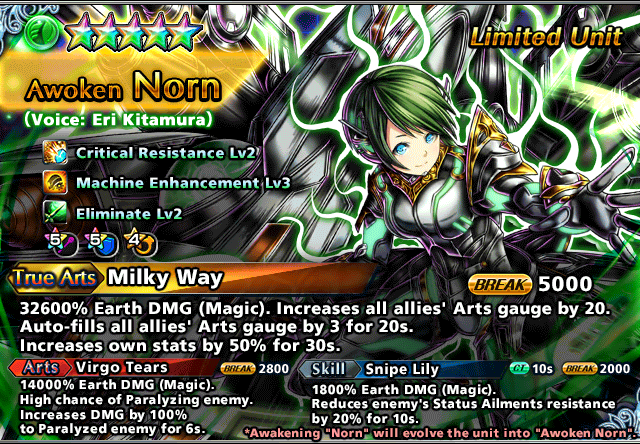 Limited Unit
Awoken Norn
(Voice: Eri Kitamura)
Critical Resistance Lv2
Machine Enhancement Lv3
Eliminate Lv2
5 5 4
True Arts Milky Way BREAK 5000
32600% Earth DMG (Magic). Increases all allies' Arts gauge by 20.
Auto-fills all allies' Arts gauge by 3 for 20s.
Increases own stats by 50% for 30s.
Arts Virgo Tears BREAK 2800
14000% Earth DMG (Magic).
High chance of Paralyzing enemy.
Increases DMG by 100%
to Paralyzed enemy for 6s.
Skill Snipe Lily CT 10s BREAK 2000
1800% Earth DMG (Magic).
Reduces enemy's Status Ailments resistance
by 20% for 10s.
*Awakening "Norn" will evolve the unit into "Awoken Norn".